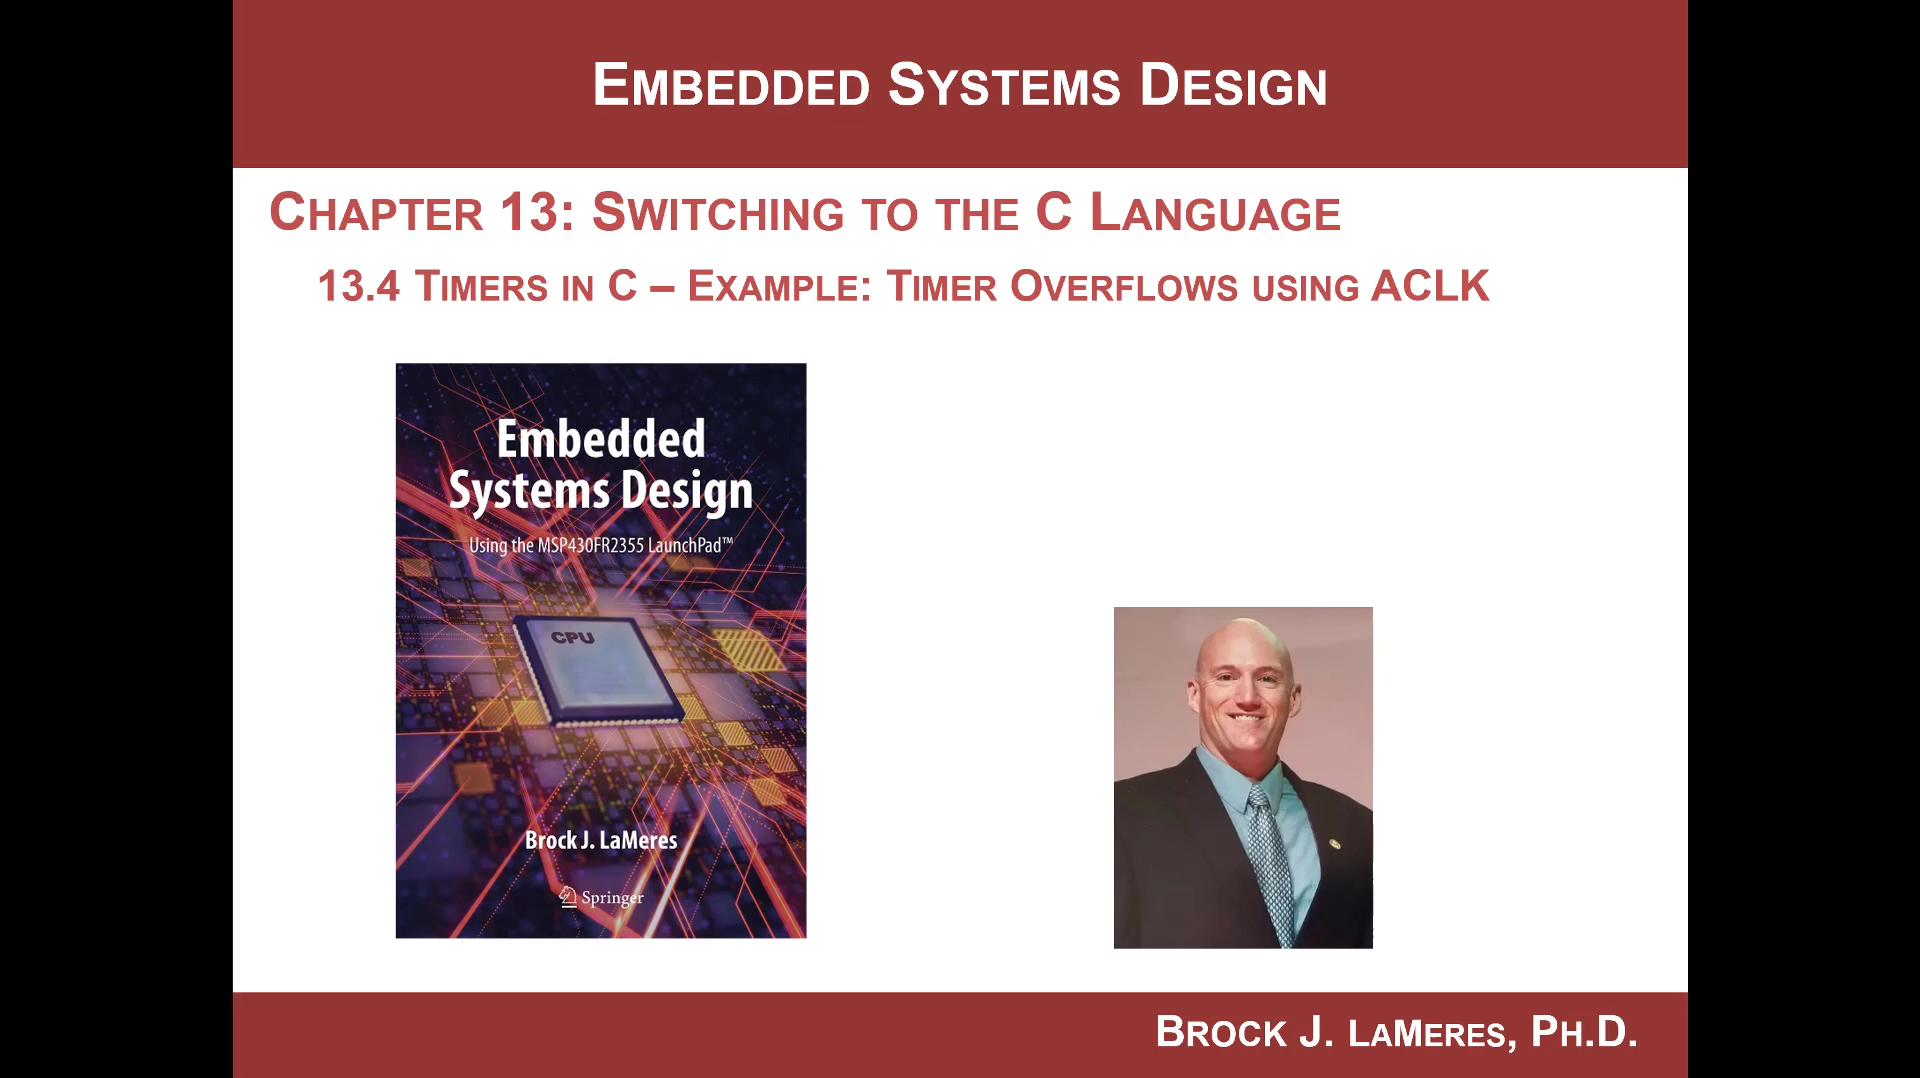 EMBEDDED SYSTEMS DESIGN
CHAPTER 13: SWITCHING TO THE C LANGUAGE
13.4 TIMERS IN C – EXAMPLE: TIMER OVERFLOWS USING ACLK
Embedded
Systems Design
Using the MSP430FR2355 LaunchPad™
CPU
Brock J. LaMeres
Springer
BROCK J. LAMERES, PH.D.